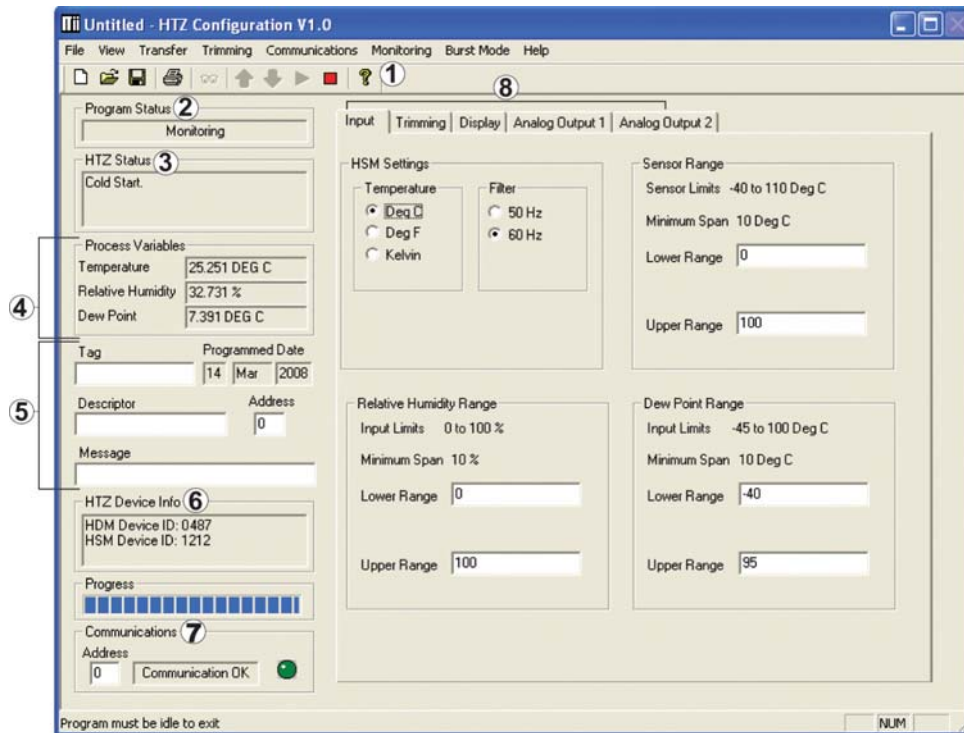 Untitled - HTZ Configuration V1.0
File View Transfer Trimming Communications Monitoring Burst Mode Help
? 1
8
Program Status 2
Monitoring
HTZ Status 3
Cold Start.
4
Process Variables
Temperature 25.251 DEG C
Relative Humidity 32.731 %
Dew Point 7.391 DEG C
5
Tag Programmed Date
14 Mar 2008
Descriptor Address
0
Message
HTZ Device Info 6
HDM Device ID: 0487
HSM Device ID: 1212
Progress
Communications 7
Address
0 Communication OK
Input Trimming Display Analog Output 1 Analog Output 2
HSM Settings
Temperature
Deg C
Deg F
Kelvin
Filter
50 Hz
60 Hz
Sensor Range
Sensor Limits -40 to 110 Deg C
Minimum Span 10 Deg C
Lower Range 0
Upper Range 100
Relative Humidity Range
Input Limits 0 to 100 %
Minimum Span 10 %
Lower Range 0
Upper Range 100
Dew Point Range
Input Limits -45 to 100 Deg C
Minimum Span 10 Deg C
Lower Range -40
Upper Range 95
Program must be idle to exit
NUM